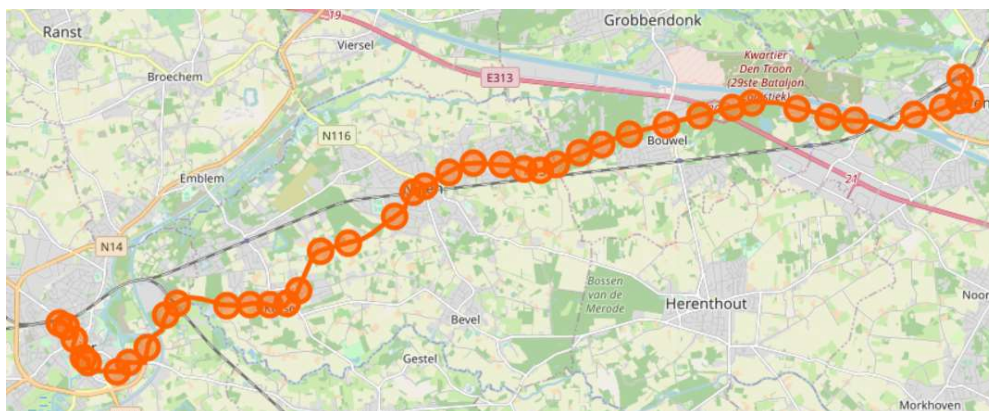 Grobbendonk
19
Ranst
Viersel
Kwartier
Den Troon
(29ste Bataljon
Broechem
E313
N116
Bouwel
Emblem
21
N14
Bossen
van de
Merode
Herenthout
Noor
Bevel
Gestel
Morkhoven